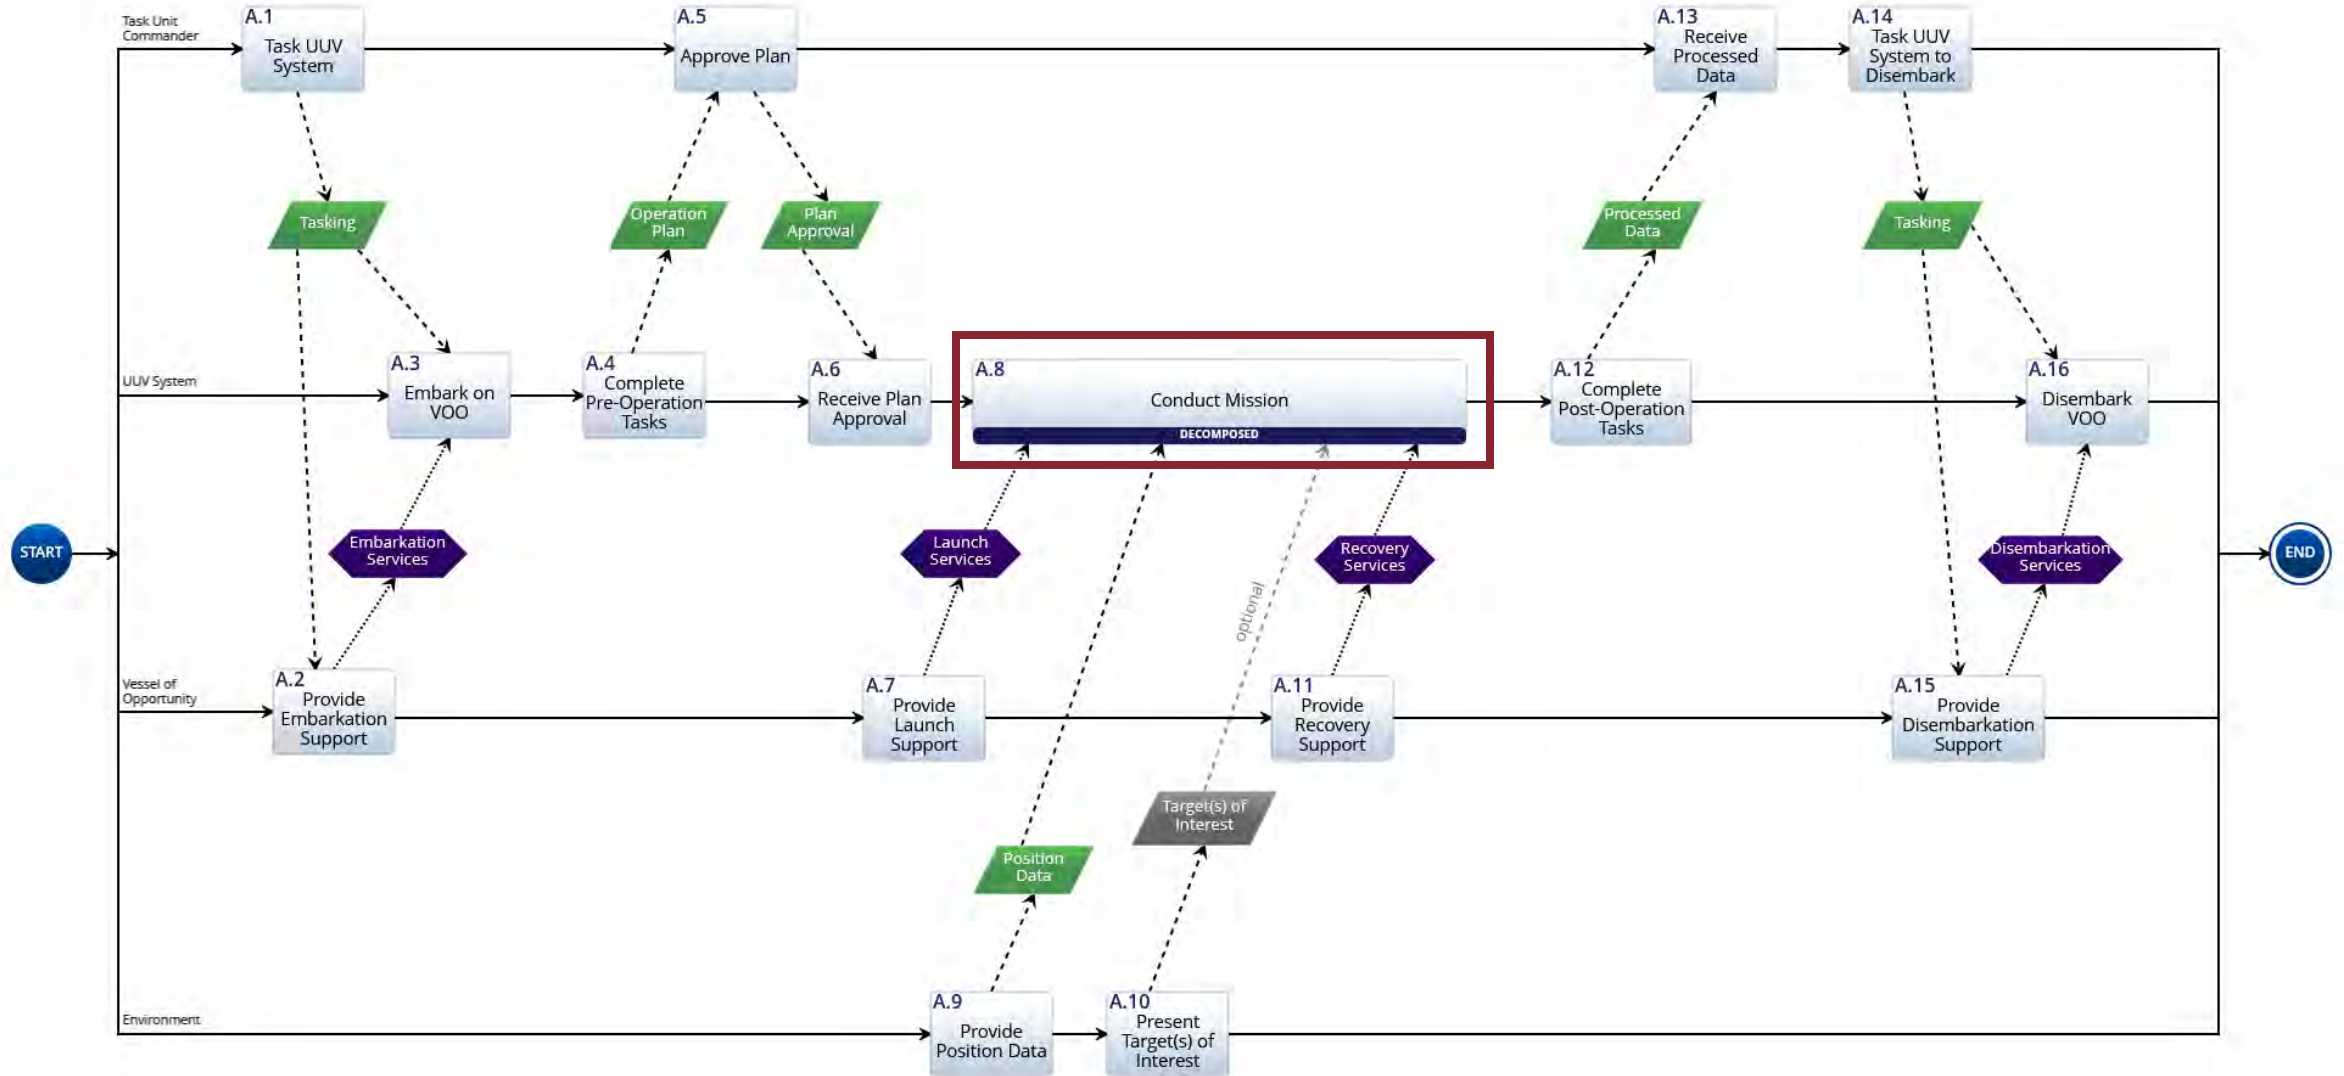 Task Unit
Commander
A.1
Task UUV
System
A.5
Approve Plan
A.13
Receive
Processed
Data
A.14
Task UUV
System to
Disembark
Tasking
Operation
Plan
Plan
Approval
Processed
Data
Tasking
UUV System
A.3
Embark on
VOO
A.4
Complete
Pre-Operation
Tasks
A.6
Receive Plan
Approval
A.8
Conduct Mission
DECOMPOSED
A.12
Complete
Post-Operation
Tasks
A.16
Disembark
VOO
START
Embarkation
Services
Launch
Services
Recovery
Services
Disembarkation
Services
END
optional
Vessel of
Opportunity
A.2
Provide
Embarkation
Support
A.7
Provide
Launch
Support
A.11
Provide
Recovery
Support
A.15
Provide
Disembarkation
Support
Target(s) of
Interest
Position
Data
Environment
A.9
Provide
Position Data
A.10
Present
Target(s) of
Interest